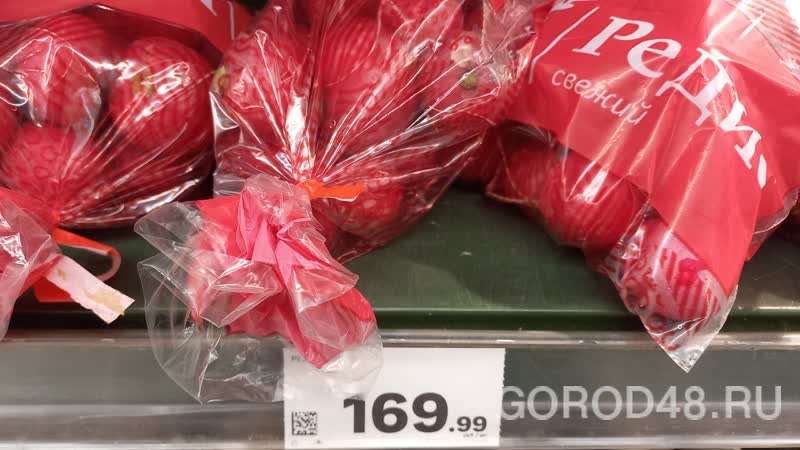 Реди
свежий
169.99
GOROD48.RU